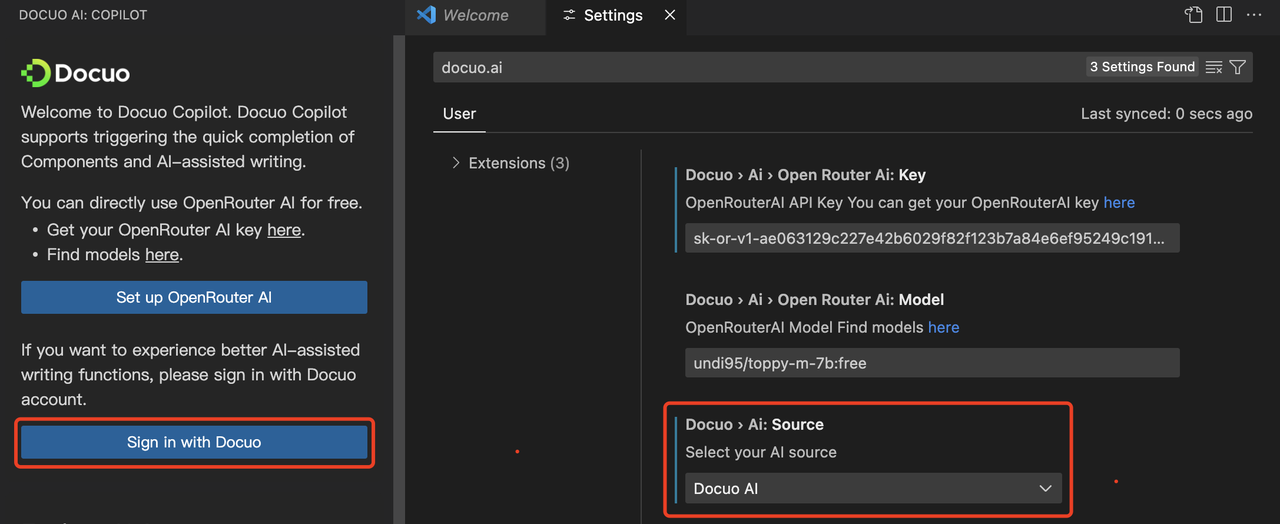 DOCUO AI: COPILOT
Docuo
Welcome to Docuo Copilot. Docuo Copilot
supports triggering the quick completion of
Components and AI-assisted writing.
You can directly use OpenRouter AI for free.
• Get your OpenRouter AI key here.
• Find models here.
Set up OpenRouter AI
If you want to experience better AI-assisted
writing functions, please sign in with Docuo
account.
Sign in with Docuo
Welcome
Settings
docuo.ai
3 Settings Found
User
Last synced: 0 secs ago
Extensions (3)
Docuo › Ai › Open Router Ai: Key
OpenRouterAI API Key You can get your OpenRouterAI key here
sk-or-v1-ae063129c227e42b6029f82f123b7a84e6ef95249c191...
Docuo › Ai › Open Router Ai: Model
OpenRouterAI Model Find models here
undi95/toppy-m-7b:free
Docuo › Ai: Source
Select your AI source
Docuo AI